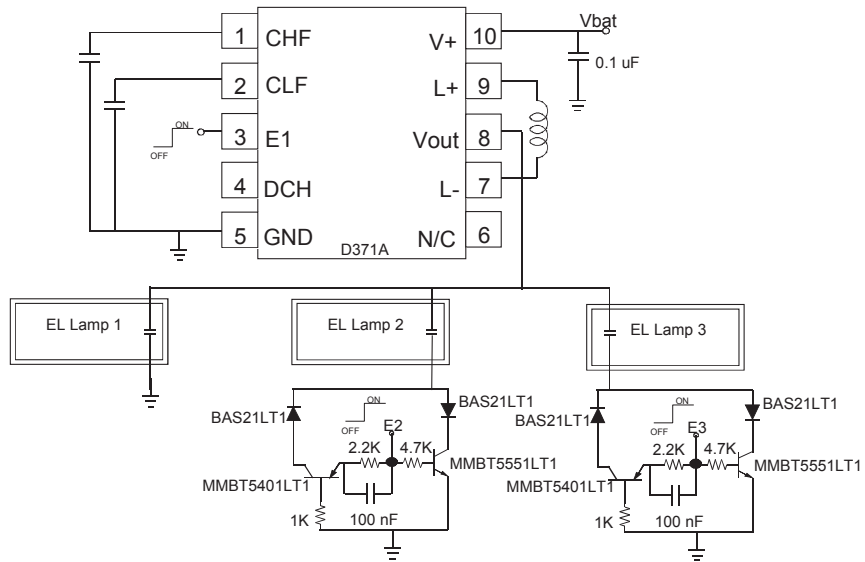 1 CHF
2 CLF
3 E1
4 DCH
5 GND
V+ 10
L+ 9
Vout 8
L- 7
N/C 6
D371A
Vbat
0.1 uF
ON
OFF
EL Lamp 1
EL Lamp 2
EL Lamp 3
BAS21LT1
BAS21LT1
ON
OFF
E2
2.2K
4.7K
MMBT5401LT1
MMBT5551LT1
1K
100 nF
BAS21LT1
BAS21LT1
ON
OFF
E3
2.2K
4.7K
MMBT5401LT1
MMBT5551LT1
1K
100 nF